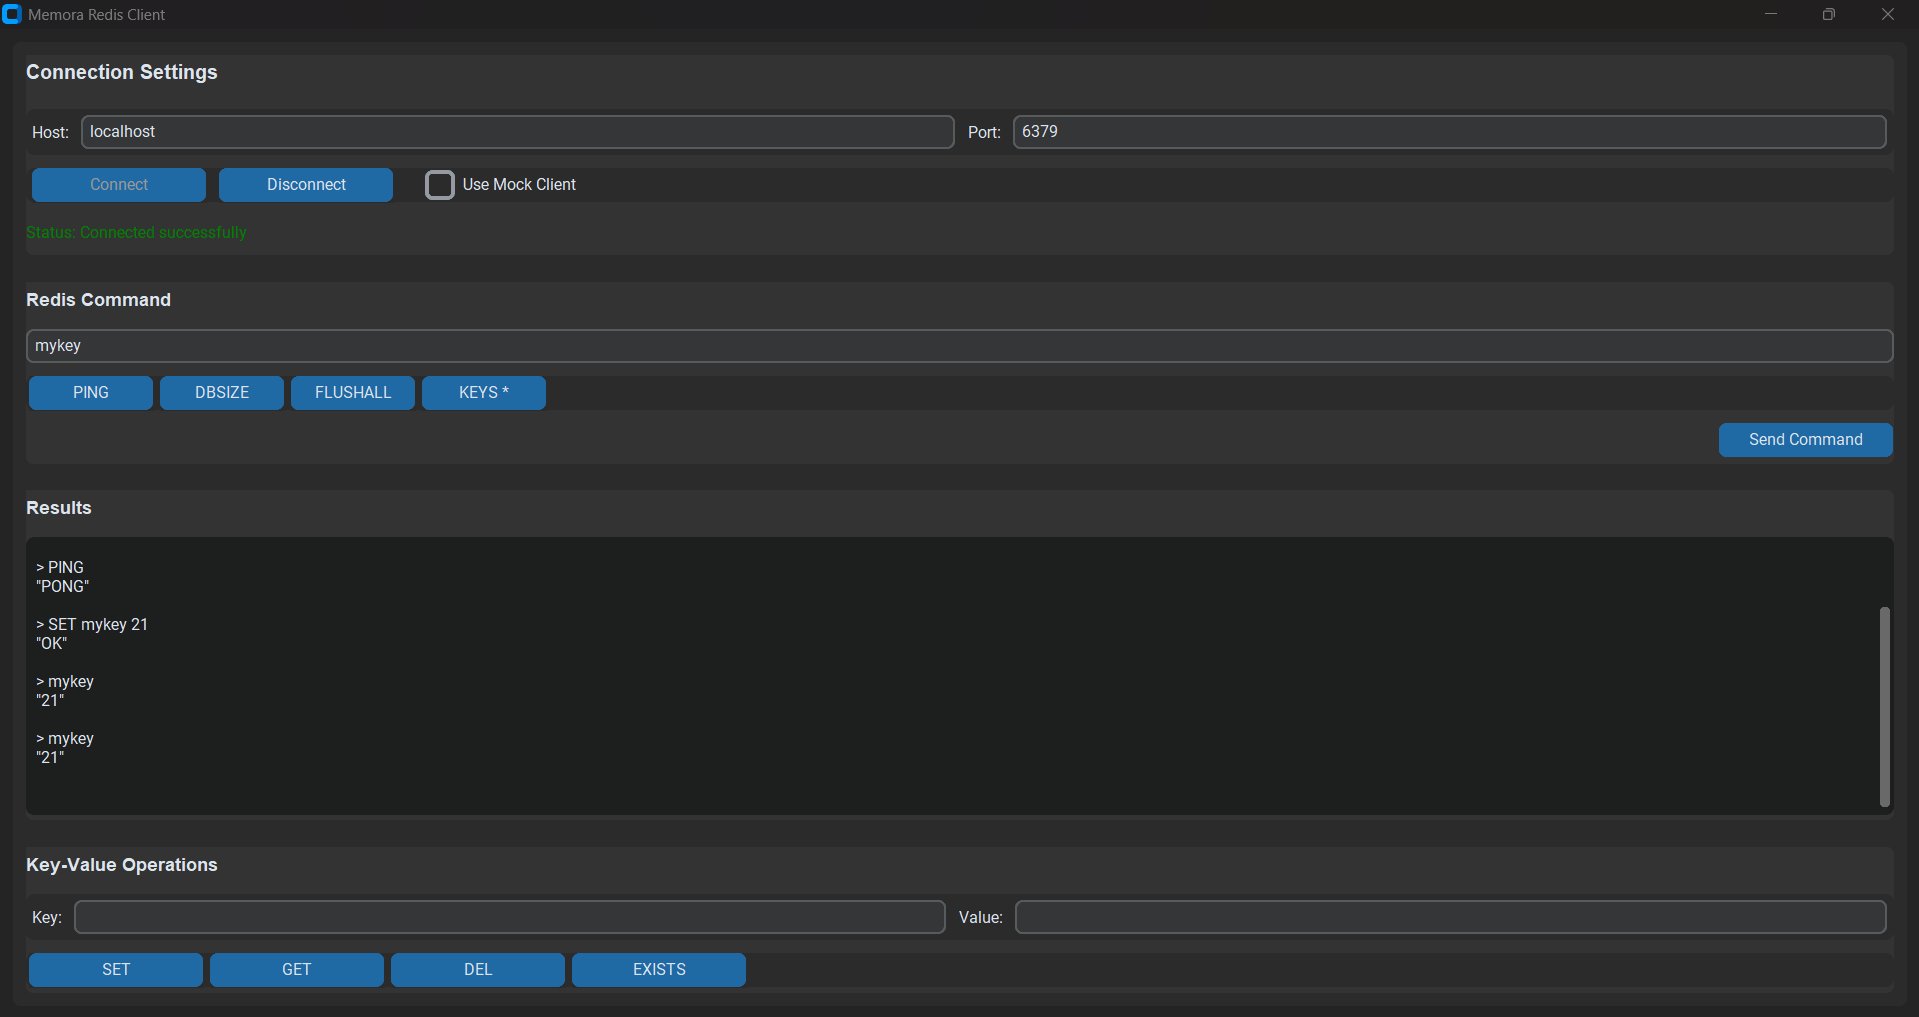 Memora Redis Client
Connection Settings
Host: localhost Port: 6379
Connect Disconnect Use Mock Client
Status: Connected successfully
Redis Command
mykey
PING DBSIZE FLUSHALL KEYS *
Send Command
Results
> PING
"PONG"
> SET mykey 21
"OK"
> mykey
"21"
> mykey
"21"
Key-Value Operations
Key: Value:
SET GET DEL EXISTS